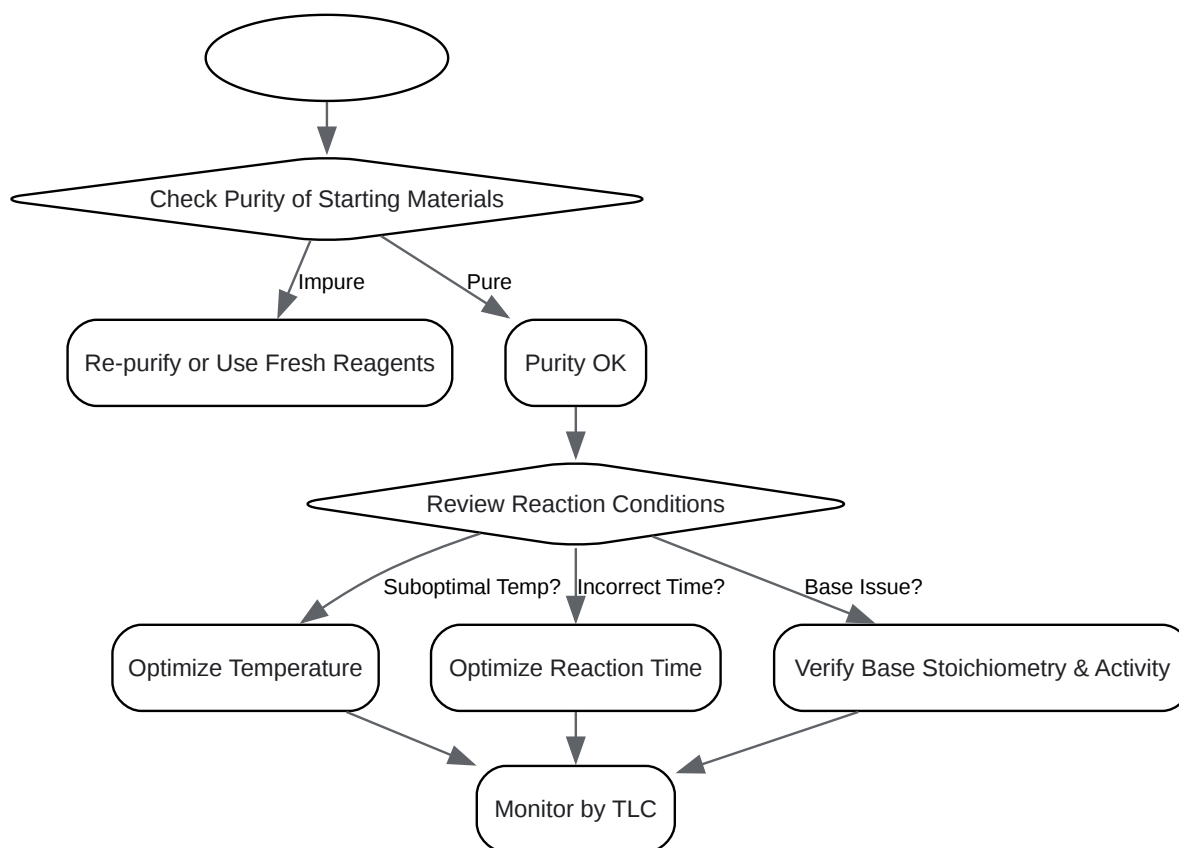 Check Purity of Starting Materials
Impure
Pure
Re-purify or Use Fresh Reagents
Purity OK
Review Reaction Conditions
Suboptimal Temp?
Incorrect Time?
Base Issue?
Optimize Temperature
Optimize Reaction Time
Verify Base Stoichiometry & Activity
Monitor by TLC